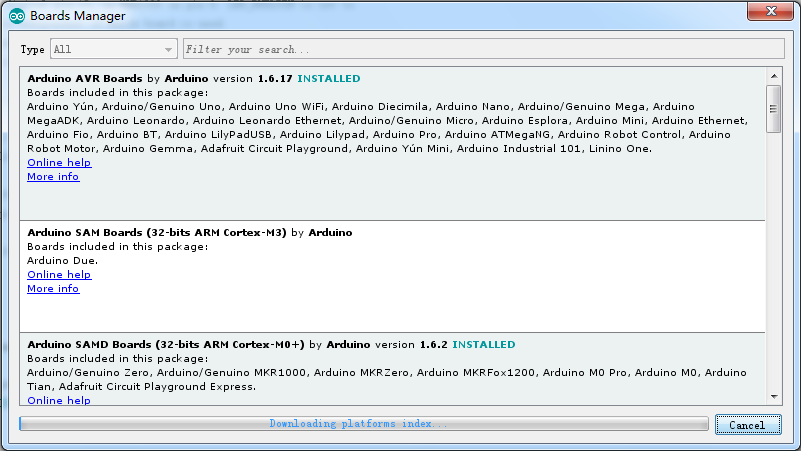 Boards Manager
Type All Filter your search...
Arduino AVR Boards by Arduino version 1.6.17 INSTALLED
Boards included in this package:
Arduino Yún, Arduino/Genuino Uno, Arduino Uno WiFi, Arduino Diecimila, Arduino Nano, Arduino/Genuino Mega, Arduino
MegaADK, Arduino Leonardo, Arduino Leonardo Ethernet, Arduino/Genuino Micro, Arduino Esplora, Arduino Mini, Arduino Ethernet,
Arduino Fio, Arduino BT, Arduino LilyPadUSB, Arduino Lilypad, Arduino Pro, Arduino ATMegaNG, Arduino Robot Control, Arduino
Robot Motor, Arduino Gemma, Adafruit Circuit Playground, Arduino Yún Mini, Arduino Industrial 101, Linino One.
Online help
More info
Arduino SAM Boards (32-bits ARM Cortex-M3) by Arduino
Boards included in this package:
Arduino Due.
Online help
More info
Arduino SAMD Boards (32-bits ARM Cortex-M0+) by Arduino version 1.6.2 INSTALLED
Boards included in this package:
Arduino/Genuino Zero, Arduino/Genuino MKR1000, Arduino MKRZero, Arduino MKRFox1200, Arduino M0 Pro, Arduino M0, Arduino
Tian, Adafruit Circuit Playground Express.
Online help
Downloading platforms index...
Cancel